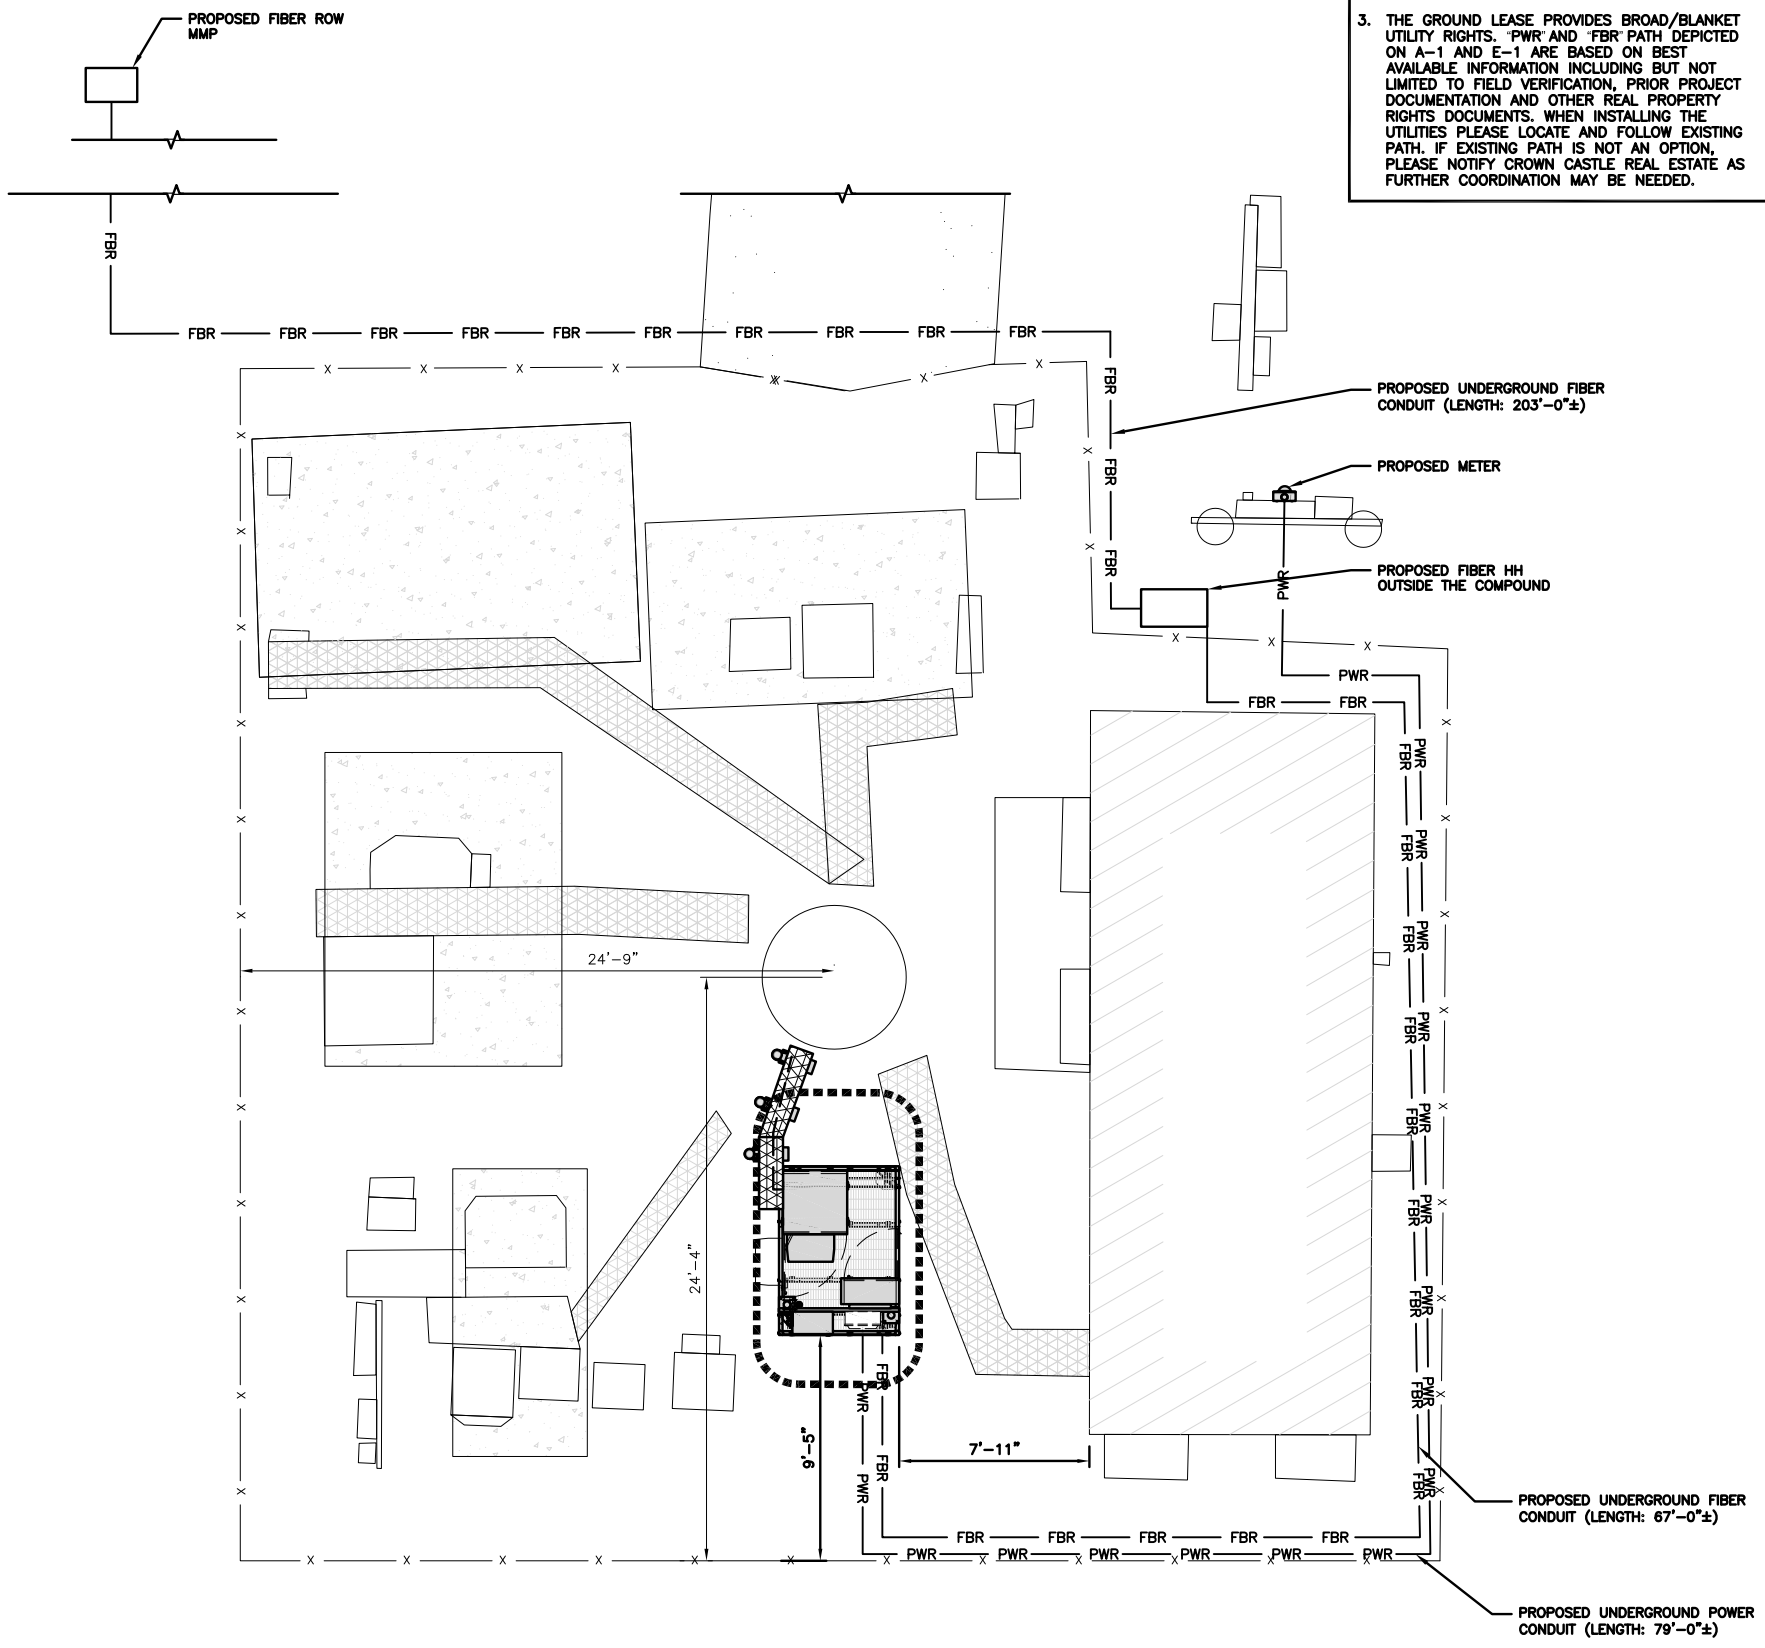 PROPOSED FIBER ROW
MMP
3. THE GROUND LEASE PROVIDES BROAD/BLANKET
UTILITY RIGHTS. "PWR" AND "FBR" PATH DEPICTED
ON A-1 AND E-1 ARE BASED ON BEST
AVAILABLE INFORMATION INCLUDING BUT NOT
LIMITED TO FIELD VERIFICATION, PRIOR PROJECT
DOCUMENTATION AND OTHER REAL PROPERTY
RIGHTS DOCUMENTS. WHEN INSTALLING THE
UTILITIES PLEASE LOCATE AND FOLLOW EXISTING
PATH. IF EXISTING PATH IS NOT AN OPTION,
PLEASE NOTIFY CROWN CASTLE REAL ESTATE AS
FURTHER COORDINATION MAY BE NEEDED.
FBR
FBR FBR FBR FBR FBR FBR FBR FBR FBR FBR
X X X X X X X X
FBR
FBR
FBR
PROPOSED UNDERGROUND FIBER
CONDUIT (LENGTH: 203'-0"±)
PROPOSED METER
PROPOSED FIBER HH
OUTSIDE THE COMPOUND
PWR
X X X
PWR
FBR FBR
PWR PWR PWR PWR PWR PWR PWR PWR PWR
FBR FBR FBR FBR FBR FBR FBR FBR FBR
24'-9"
24'-4"
9'-5"
7'-11"
FBR
PWR
FBR
PWR
FBR FBR FBR FBR FBR
PWR PWR PWR PWR PWR PWR
X X X X X X X X X X X X
PROPOSED UNDERGROUND FIBER
CONDUIT (LENGTH: 67'-0"±)
PROPOSED UNDERGROUND POWER
CONDUIT (LENGTH: 79'-0"±)